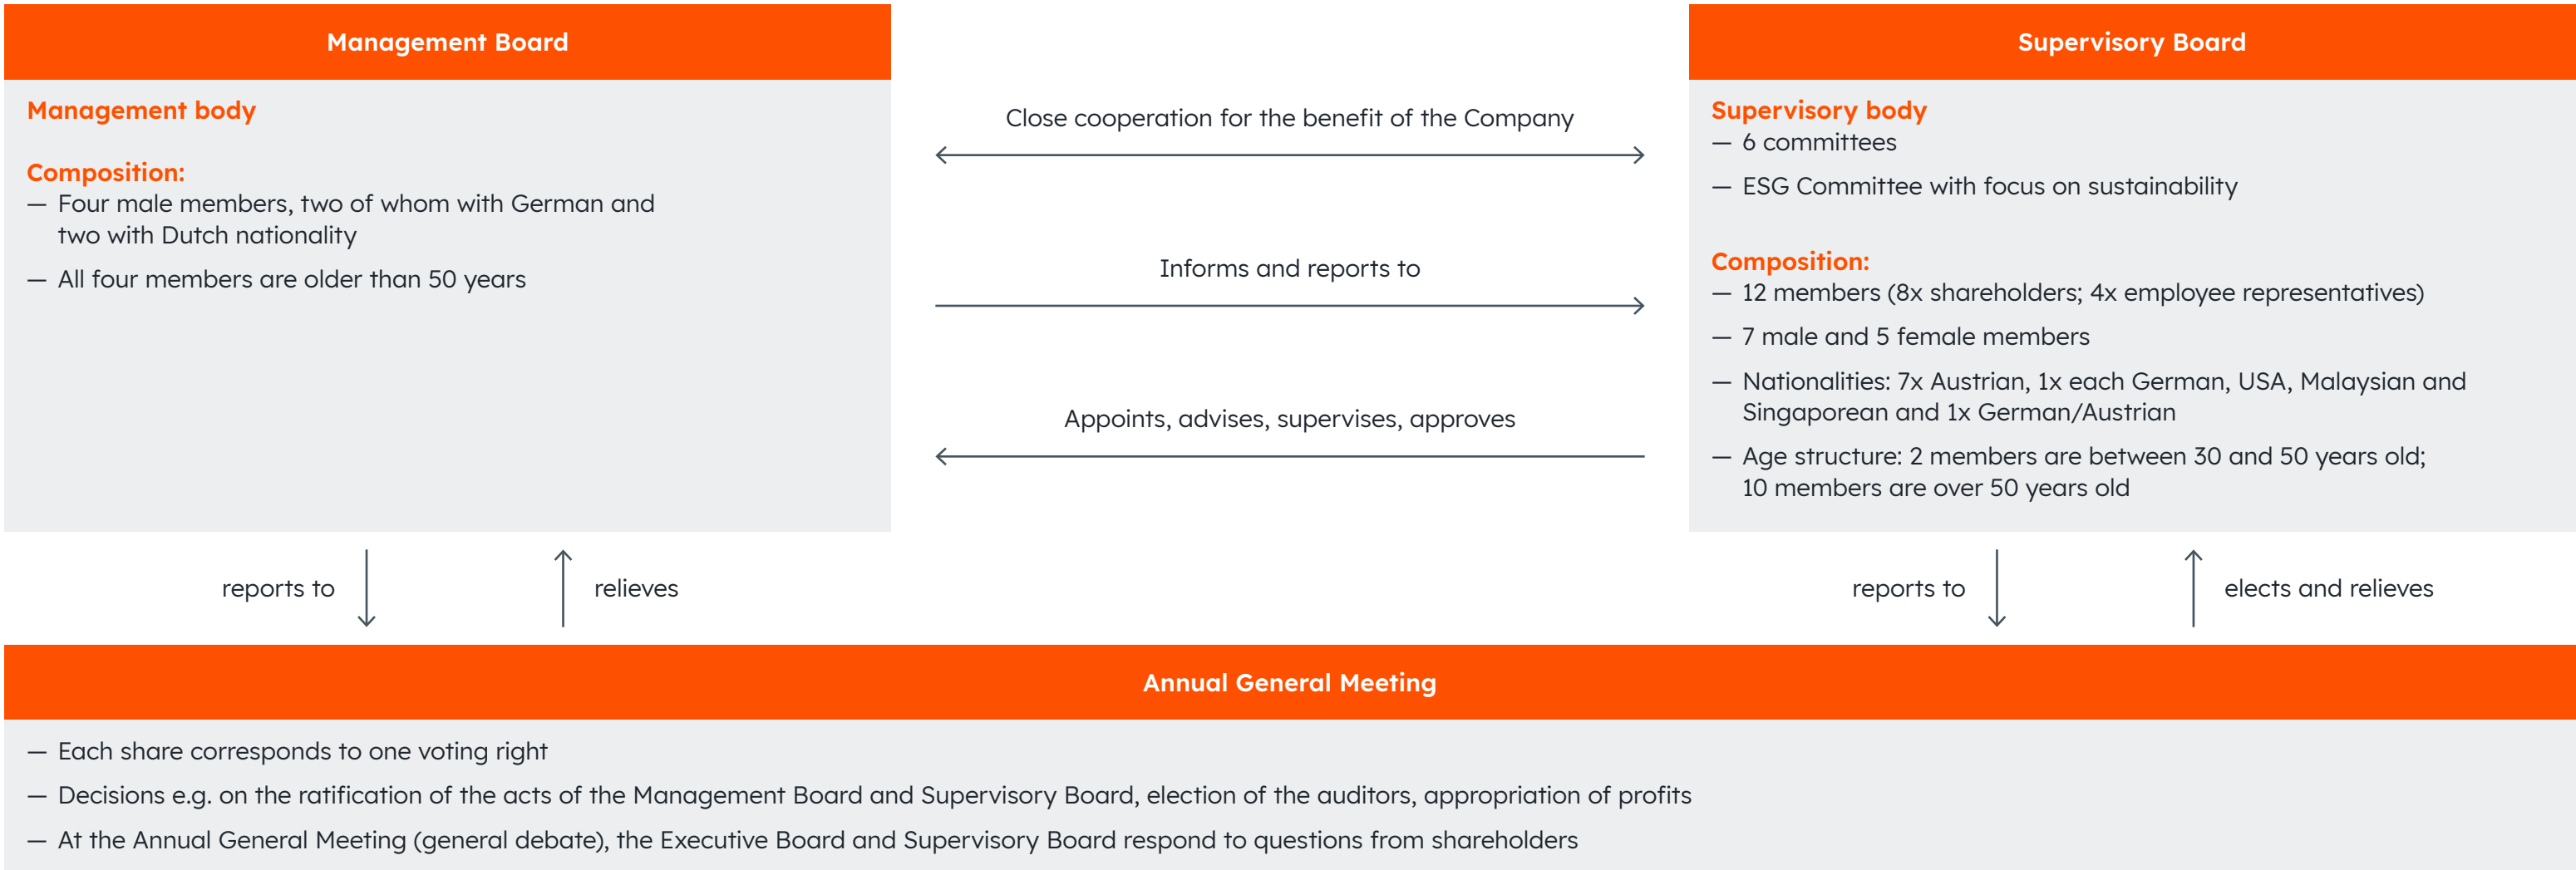 Management Board
Management body
Composition:
— Four male members, two of whom with German and
two with Dutch nationality
— All four members are older than 50 years
Close cooperation for the benefit of the Company
Informs and reports to
Appoints, advises, supervises, approves
Supervisory Board
Supervisory body
— 6 committees
— ESG Committee with focus on sustainability
Composition:
— 12 members (8x shareholders; 4x employee representatives)
— 7 male and 5 female members
— Nationalities: 7x Austrian, 1x each German, USA, Malaysian and
Singaporean and 1x German/Austrian
— Age structure: 2 members are between 30 and 50 years old;
10 members are over 50 years old
reports to
relieves
reports to
elects and relieves
Annual General Meeting
— Each share corresponds to one voting right
— Decisions e.g. on the ratification of the acts of the Management Board and Supervisory Board, election of the auditors, appropriation of profits
— At the Annual General Meeting (general debate), the Executive Board and Supervisory Board respond to questions from shareholders